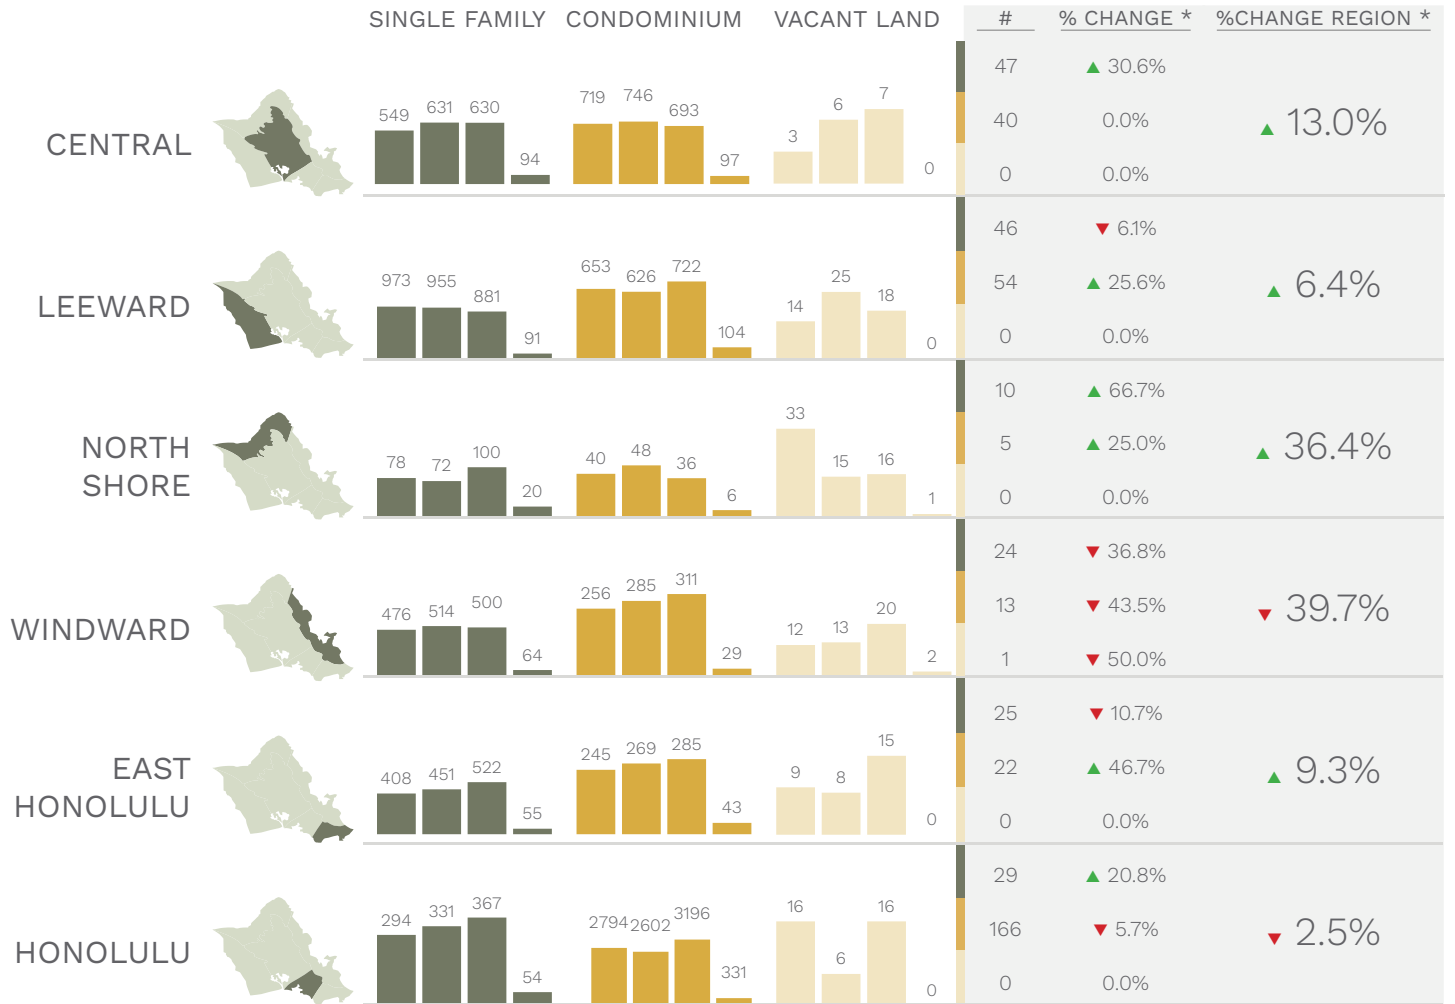 SINGLE FAMILY CONDOMINIUM VACANT LAND # % CHANGE * %CHANGE REGION *
CENTRAL
549 631 630 94
719 746 693 97
3 6 7 0
47 ▲ 30.6%
40 0.0%
0 0.0%
▲ 13.0%
LEEWARD
973 955 881 91
653 626 722 104
14 25 18 0
46 ▼ 6.1%
54 ▲ 25.6%
0 0.0%
▲ 6.4%
NORTH
SHORE
78 72 100 20
40 48 36 6
33 15 16 1
10 ▲ 66.7%
5 ▲ 25.0%
0 0.0%
▲ 36.4%
WINDWARD
476 514 500 64
256 285 311 29
12 13 20 2
24 ▼ 36.8%
13 ▼ 43.5%
1 ▼ 50.0%
▼ 39.7%
EAST
HONOLULU
408 451 522 55
245 269 285 43
9 8 15 0
25 ▼ 10.7%
22 ▲ 46.7%
0 0.0%
▲ 9.3%
HONOLULU
294 331 367 54
2794 2602 3196 331
16 6 16 0
29 ▲ 20.8%
166 ▼ 5.7%
0 0.0%
▼ 2.5%